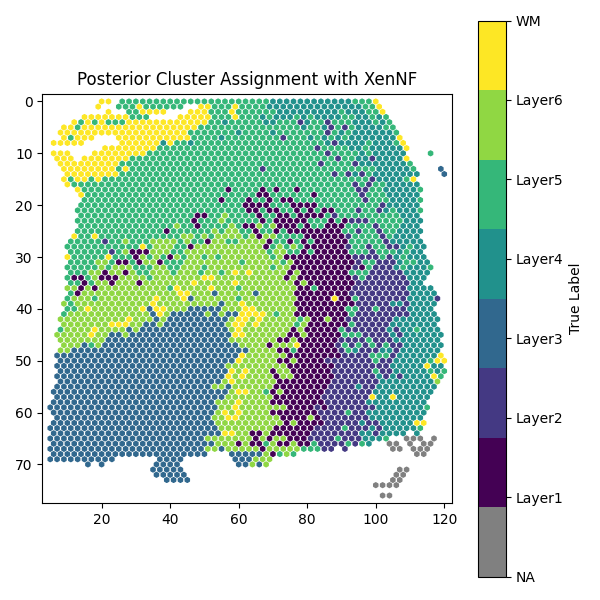 Posterior Cluster Assignment with XenNF
0
10
20
30
40
50
60
70
20
40
60
80
100
120
WM
Layer6
Layer5
Layer4
Layer3
Layer2
Layer1
NA
True Label